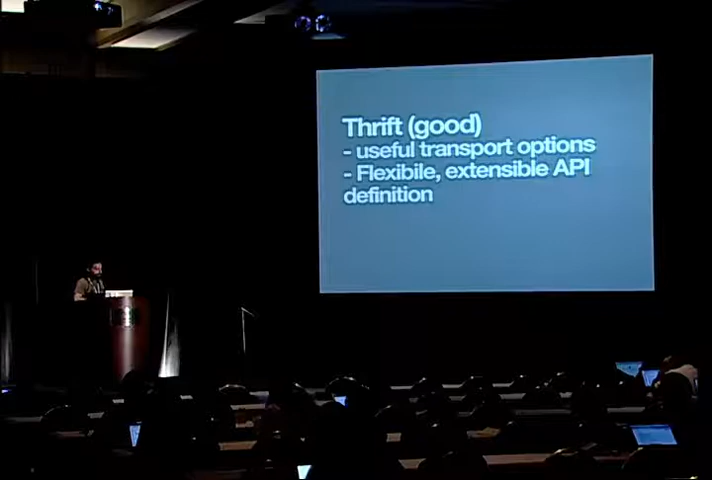 Thrift (good)
- useful transport options
- Flexibile, extensible API
definition